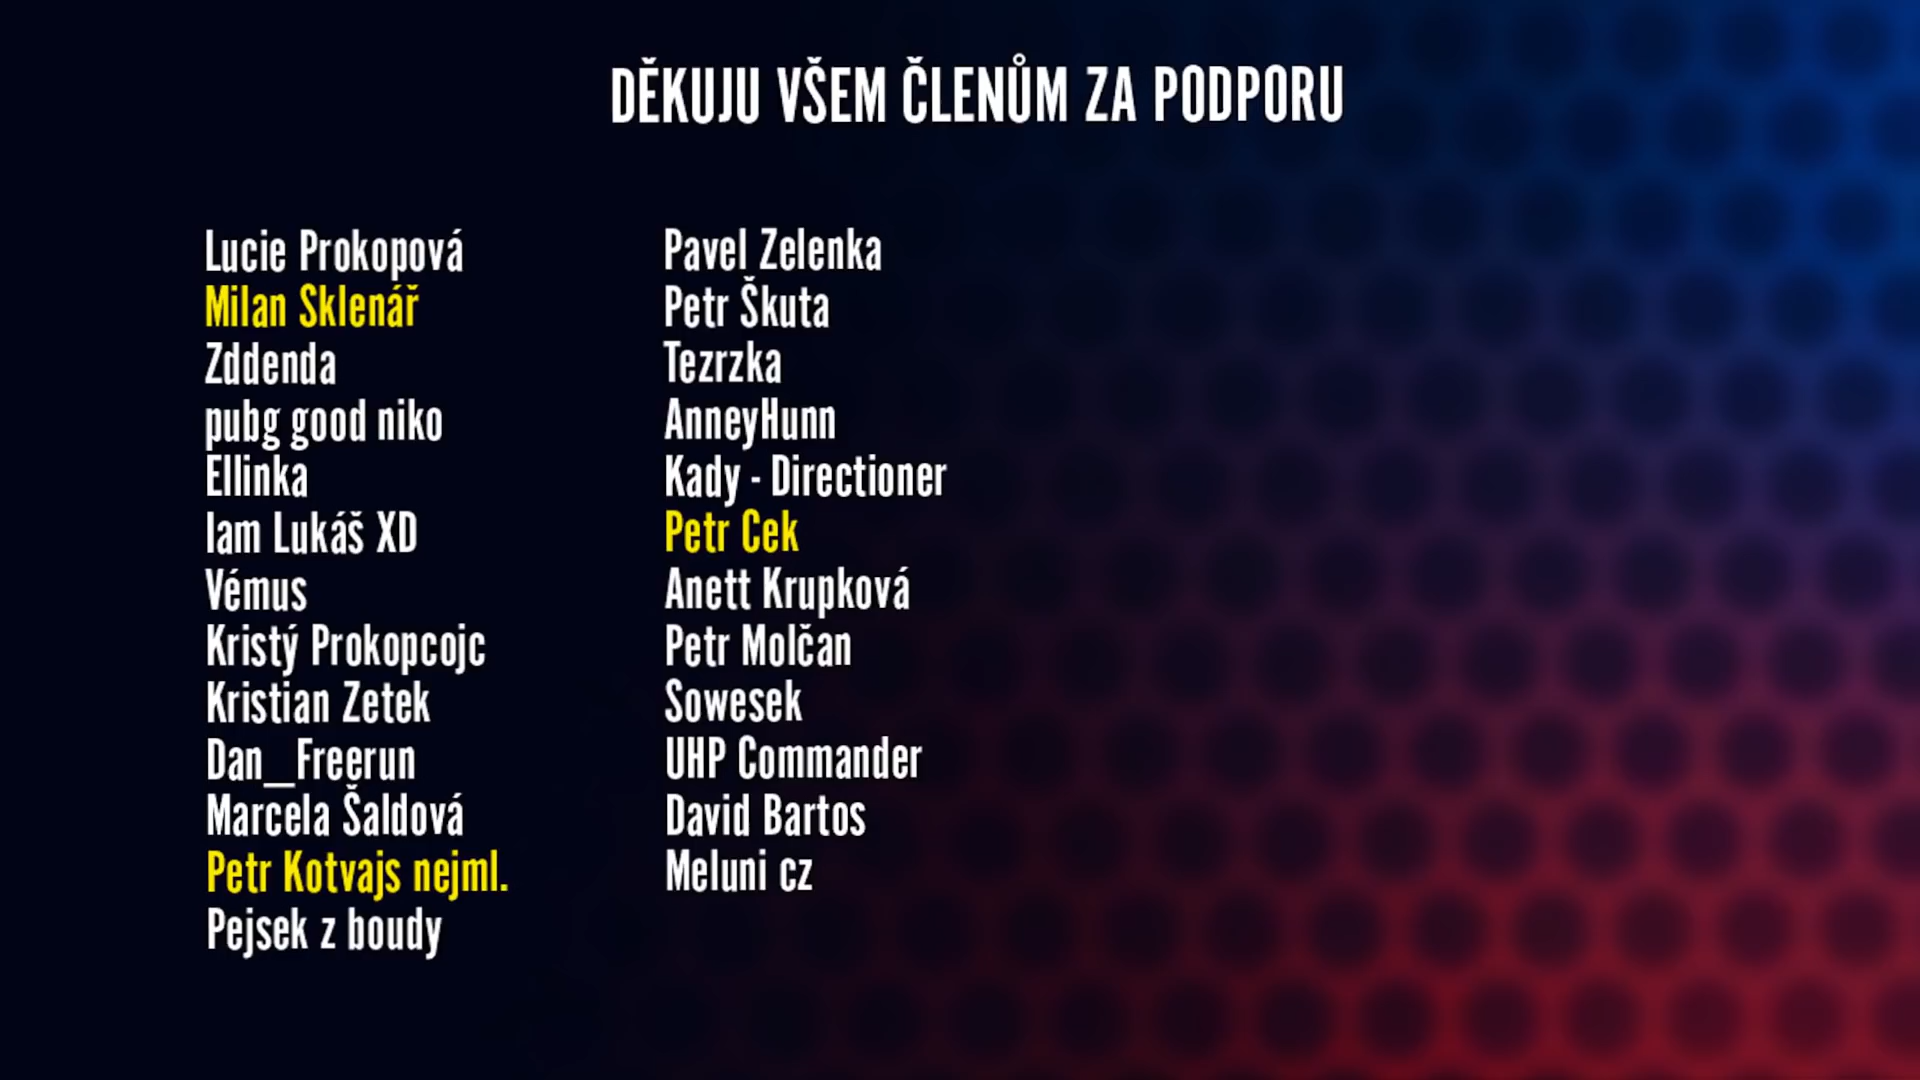 DĚKUJU VŠEM ČLENŮM ZA PODPORU
Lucie Prokopová
Milan Sklenář
Zddenda
pubg good niko
Ellinka
Iam Lukáš XD
Vémus
Kristý Prokopcojc
Kristian Zetek
Dan_Freerun
Marcela Šaldová
Petr Kotvajs nejml.
Pejsek z boudy
Pavel Zelenka
Petr Škuta
Tezrzka
AnneyHunn
Kady - Directioner
Petr Cek
Anett Krupková
Petr Molčan
Sowesek
UHP Commander
David Bartos
Meluni cz